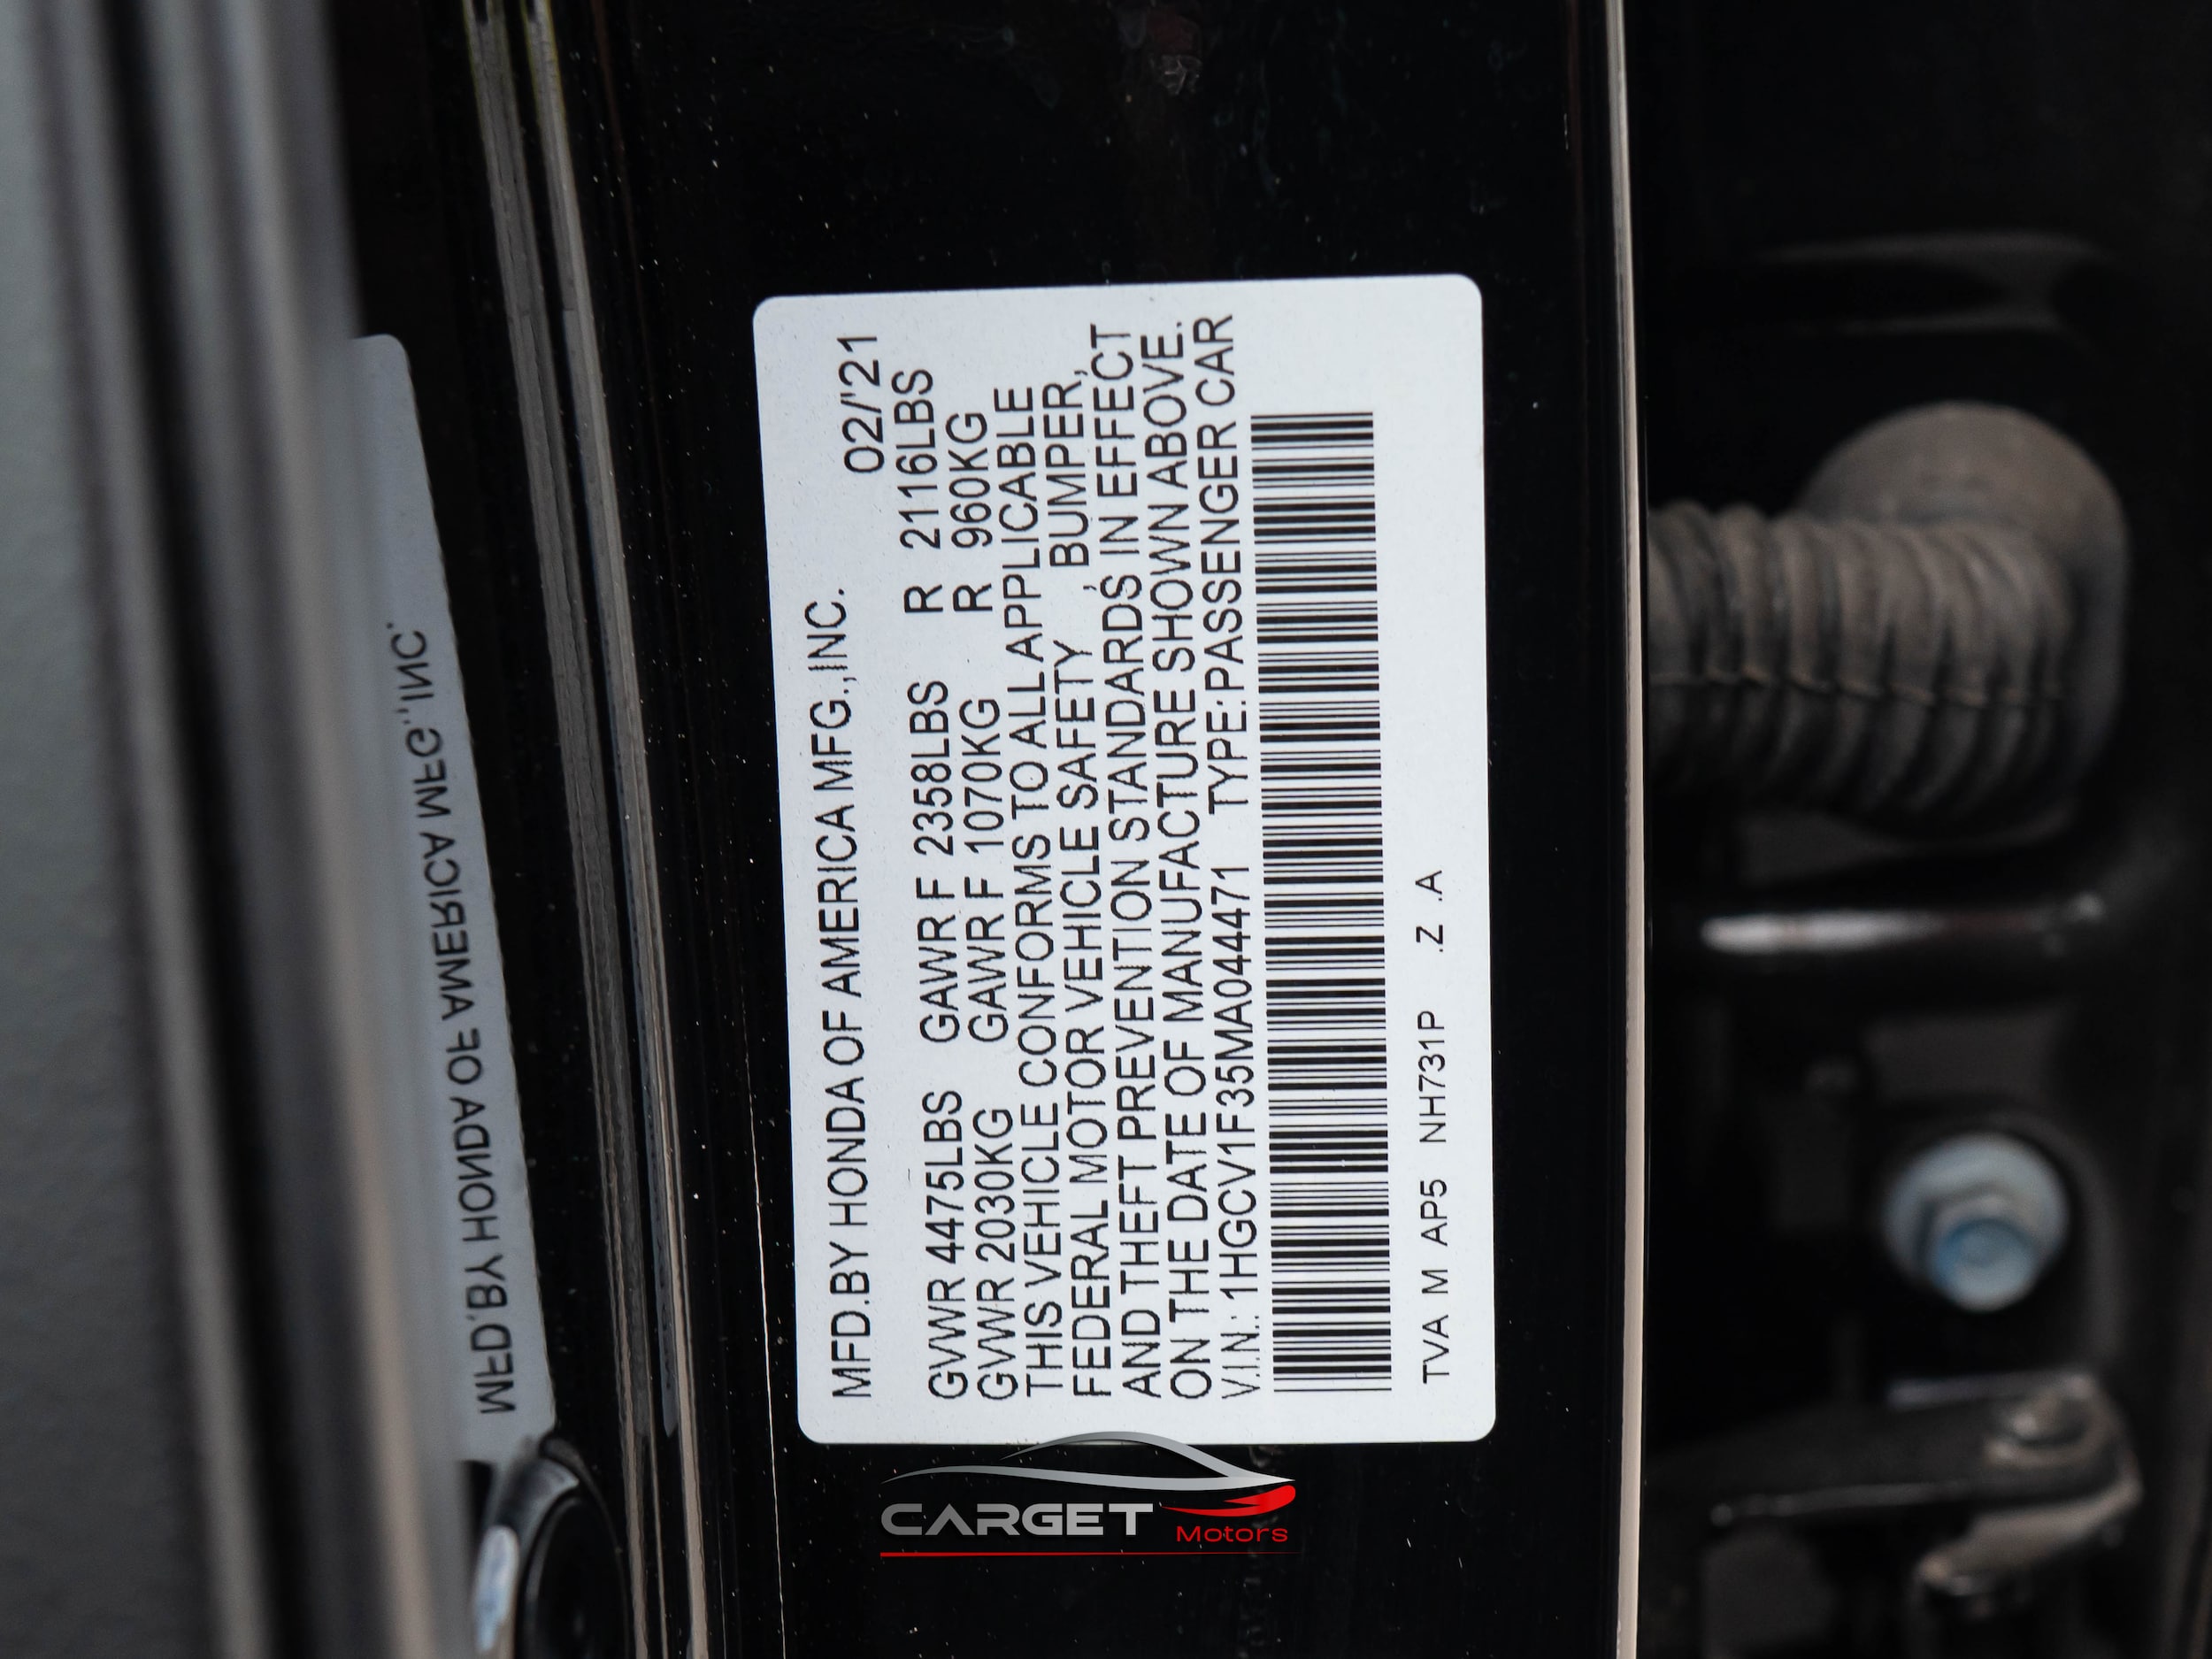 MFD.BY HONDA OF AMERICA MFG.,INC.
02/'21
GVWR 4475LBS GAWR F 2358LBS R 2116LBS
GVWR 2030KG GAWR F 1070KG R 960KG
THIS VEHICLE CONFORMS TO ALL APPLICABLE
FEDERAL MOTOR VEHICLE SAFETY , BUMPER,
AND THEFT PREVENTION STANDARDS IN EFFECT
ON THE DATE OF MANUFACTURE SHOWN ABOVE.
V.I.N.: 1HGCV1F35MA044471 TYPE:PASSENGER CAR
TVA M AP5 NH731P .Z .A
MFD.BY HONDA OF AMERICA MFG.,INC.
CARGET
Motors